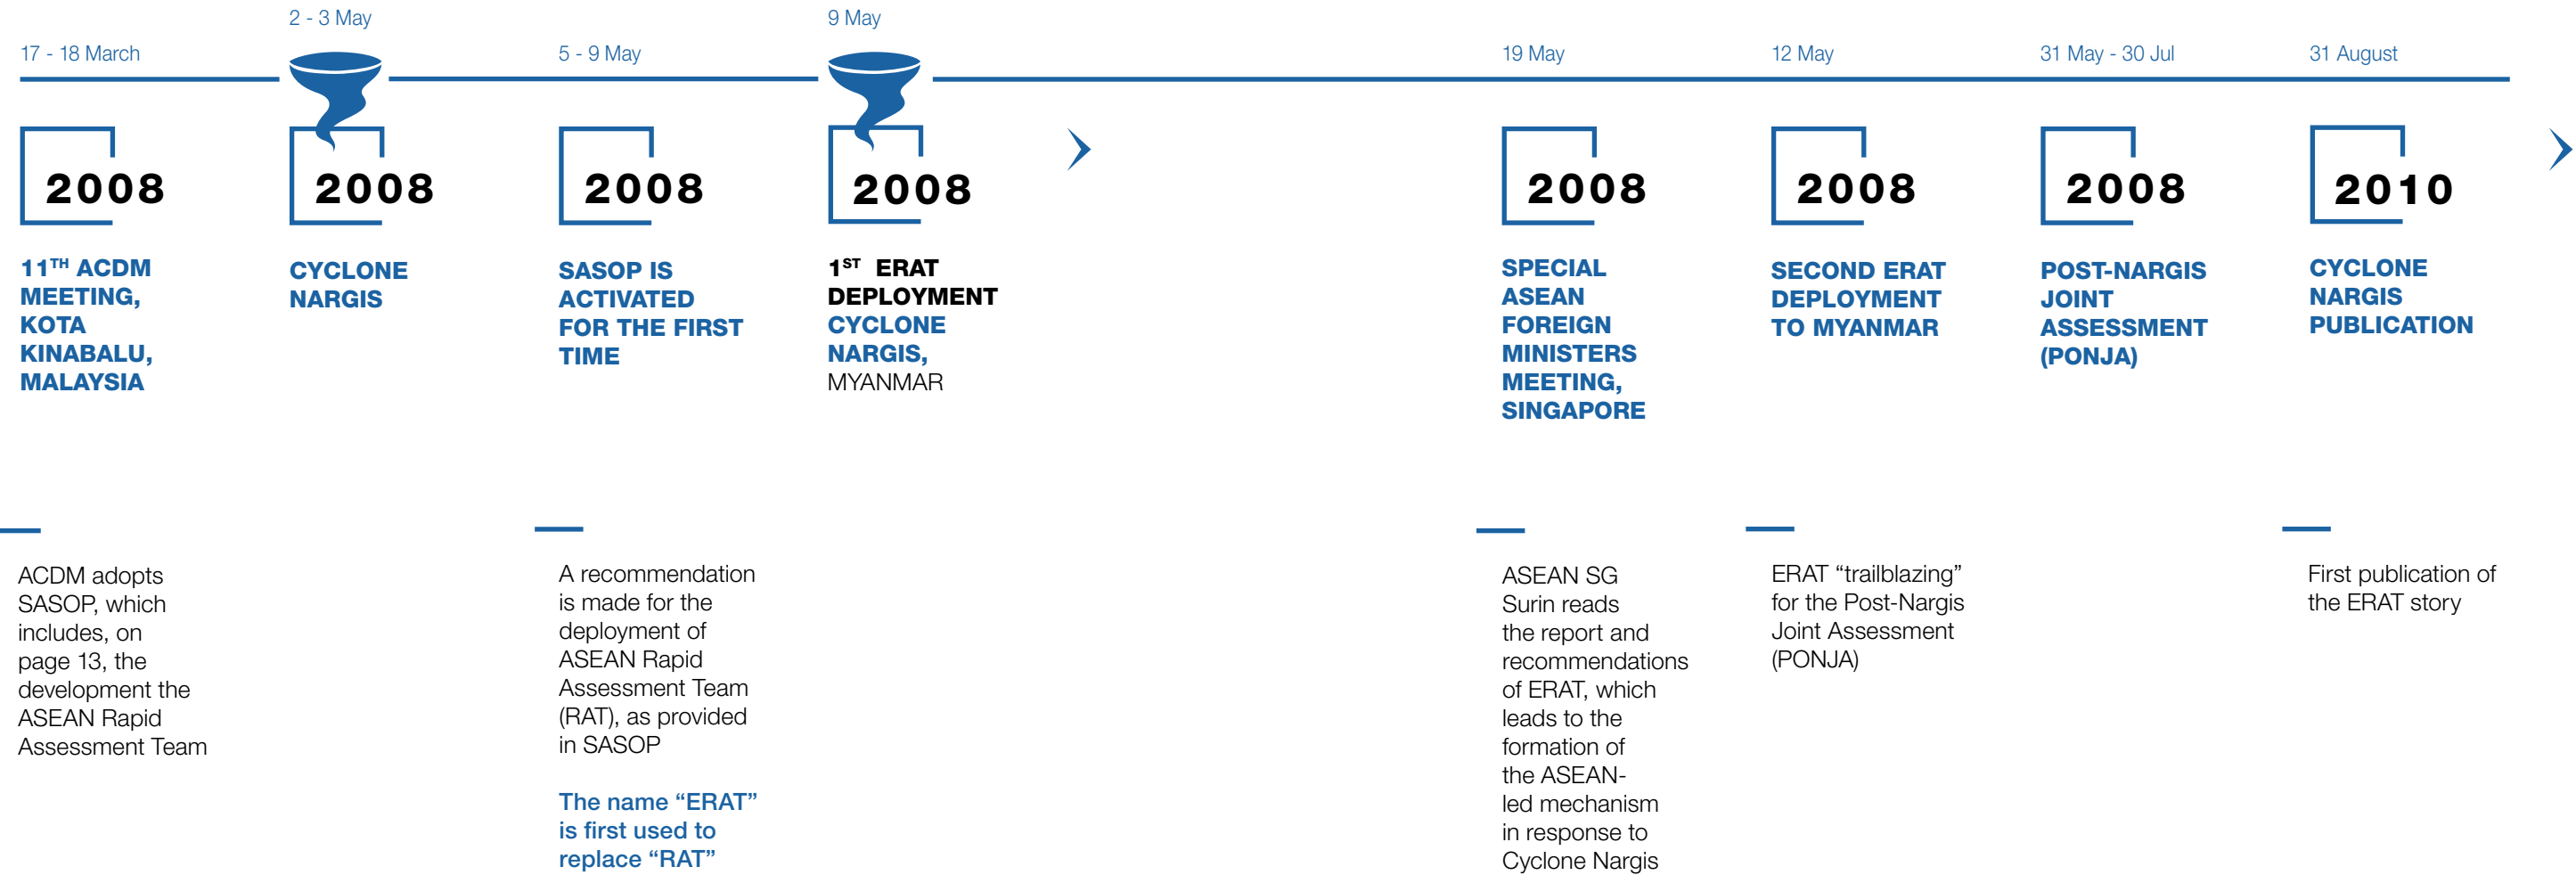 17 - 18 March
2008
11TH ACDM
MEETING,
KOTA
KINABALU,
MALAYSIA
ACDM adopts
SASOP, which
includes, on
page 13, the
development the
ASEAN Rapid
Assessment Team
2 - 3 May
2008
CYCLONE
NARGIS
5 - 9 May
2008
SASOP IS
ACTIVATED
FOR THE FIRST
TIME
A recommendation
is made for the
deployment of
ASEAN Rapid
Assessment Team
(RAT), as provided
in SASOP
The name “ERAT”
is first used to
replace “RAT”
9 May
2008
1ST ERAT
DEPLOYMENT
CYCLONE
NARGIS,
MYANMAR
19 May
2008
SPECIAL
ASEAN
FOREIGN
MINISTERS
MEETING,
SINGAPORE
ASEAN SG
Surin reads
the report and
recommendations
of ERAT, which
leads to the
formation of
the ASEAN-
led mechanism
in response to
Cyclone Nargis
12 May
2008
SECOND ERAT
DEPLOYMENT
TO MYANMAR
ERAT “trailblazing”
for the Post-Nargis
Joint Assessment
(PONJA)
31 May - 30 Jul
2008
POST-NARGIS
JOINT
ASSESSMENT
(PONJA)
31 August
2010
CYCLONE
NARGIS
PUBLICATION
First publication of
the ERAT story